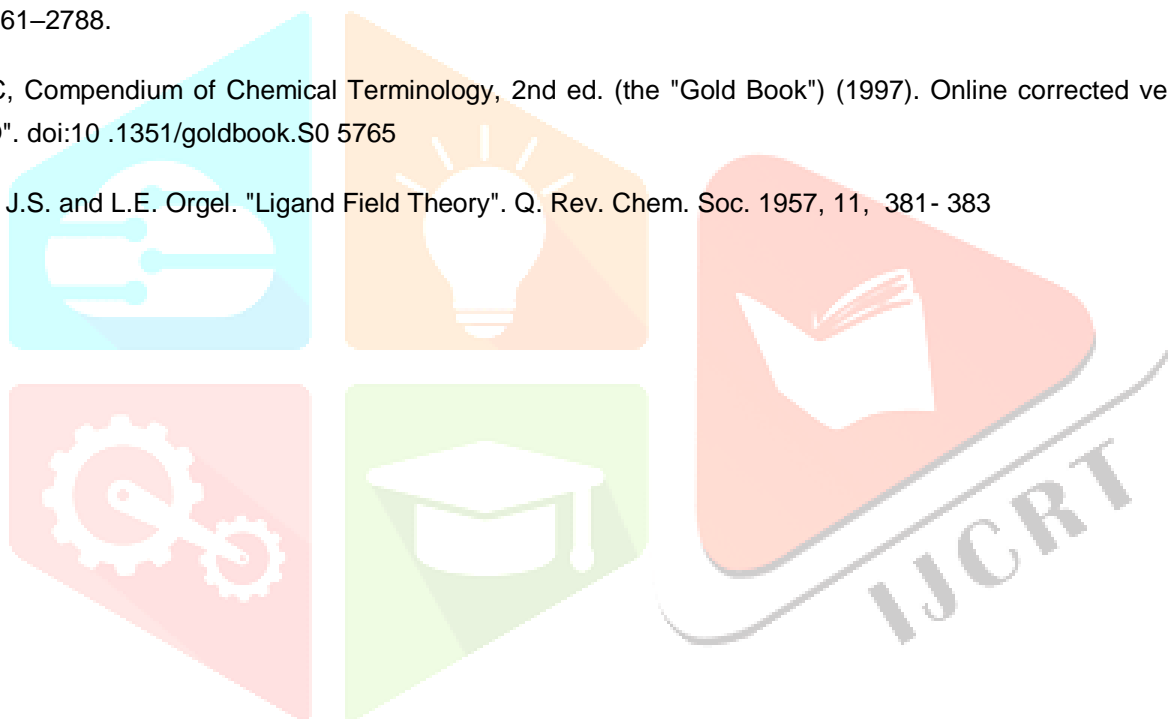 61–2788.
C, Compendium of Chemical Terminology, 2nd ed. (the "Gold Book") (1997). Online corrected ve
". doi:10 .1351/goldbook.S0 5765
J.S. and L.E. Orgel. "Ligand Field Theory". Q. Rev. Chem. Soc. 1957, 11, 381- 383
IJCRT